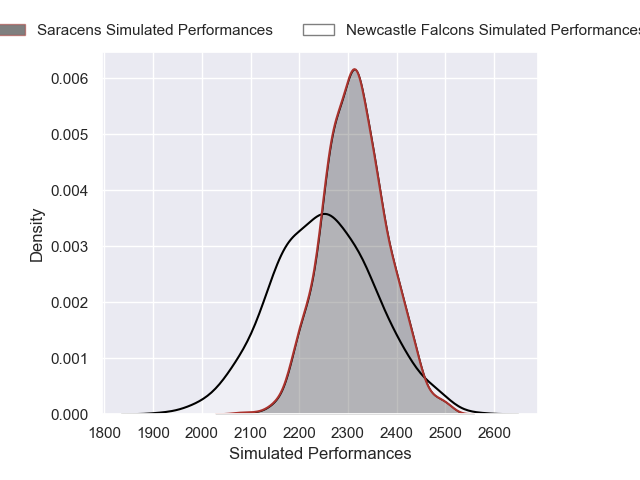 Saracens Simulated Performances
Newcastle Falcons Simulated Performances
0.006
0.005
0.004
0.003
0.002
0.001
0.000
Density
1800 1900 2000 2100 2200 2300 2400 2500 2600
Simulated Performances